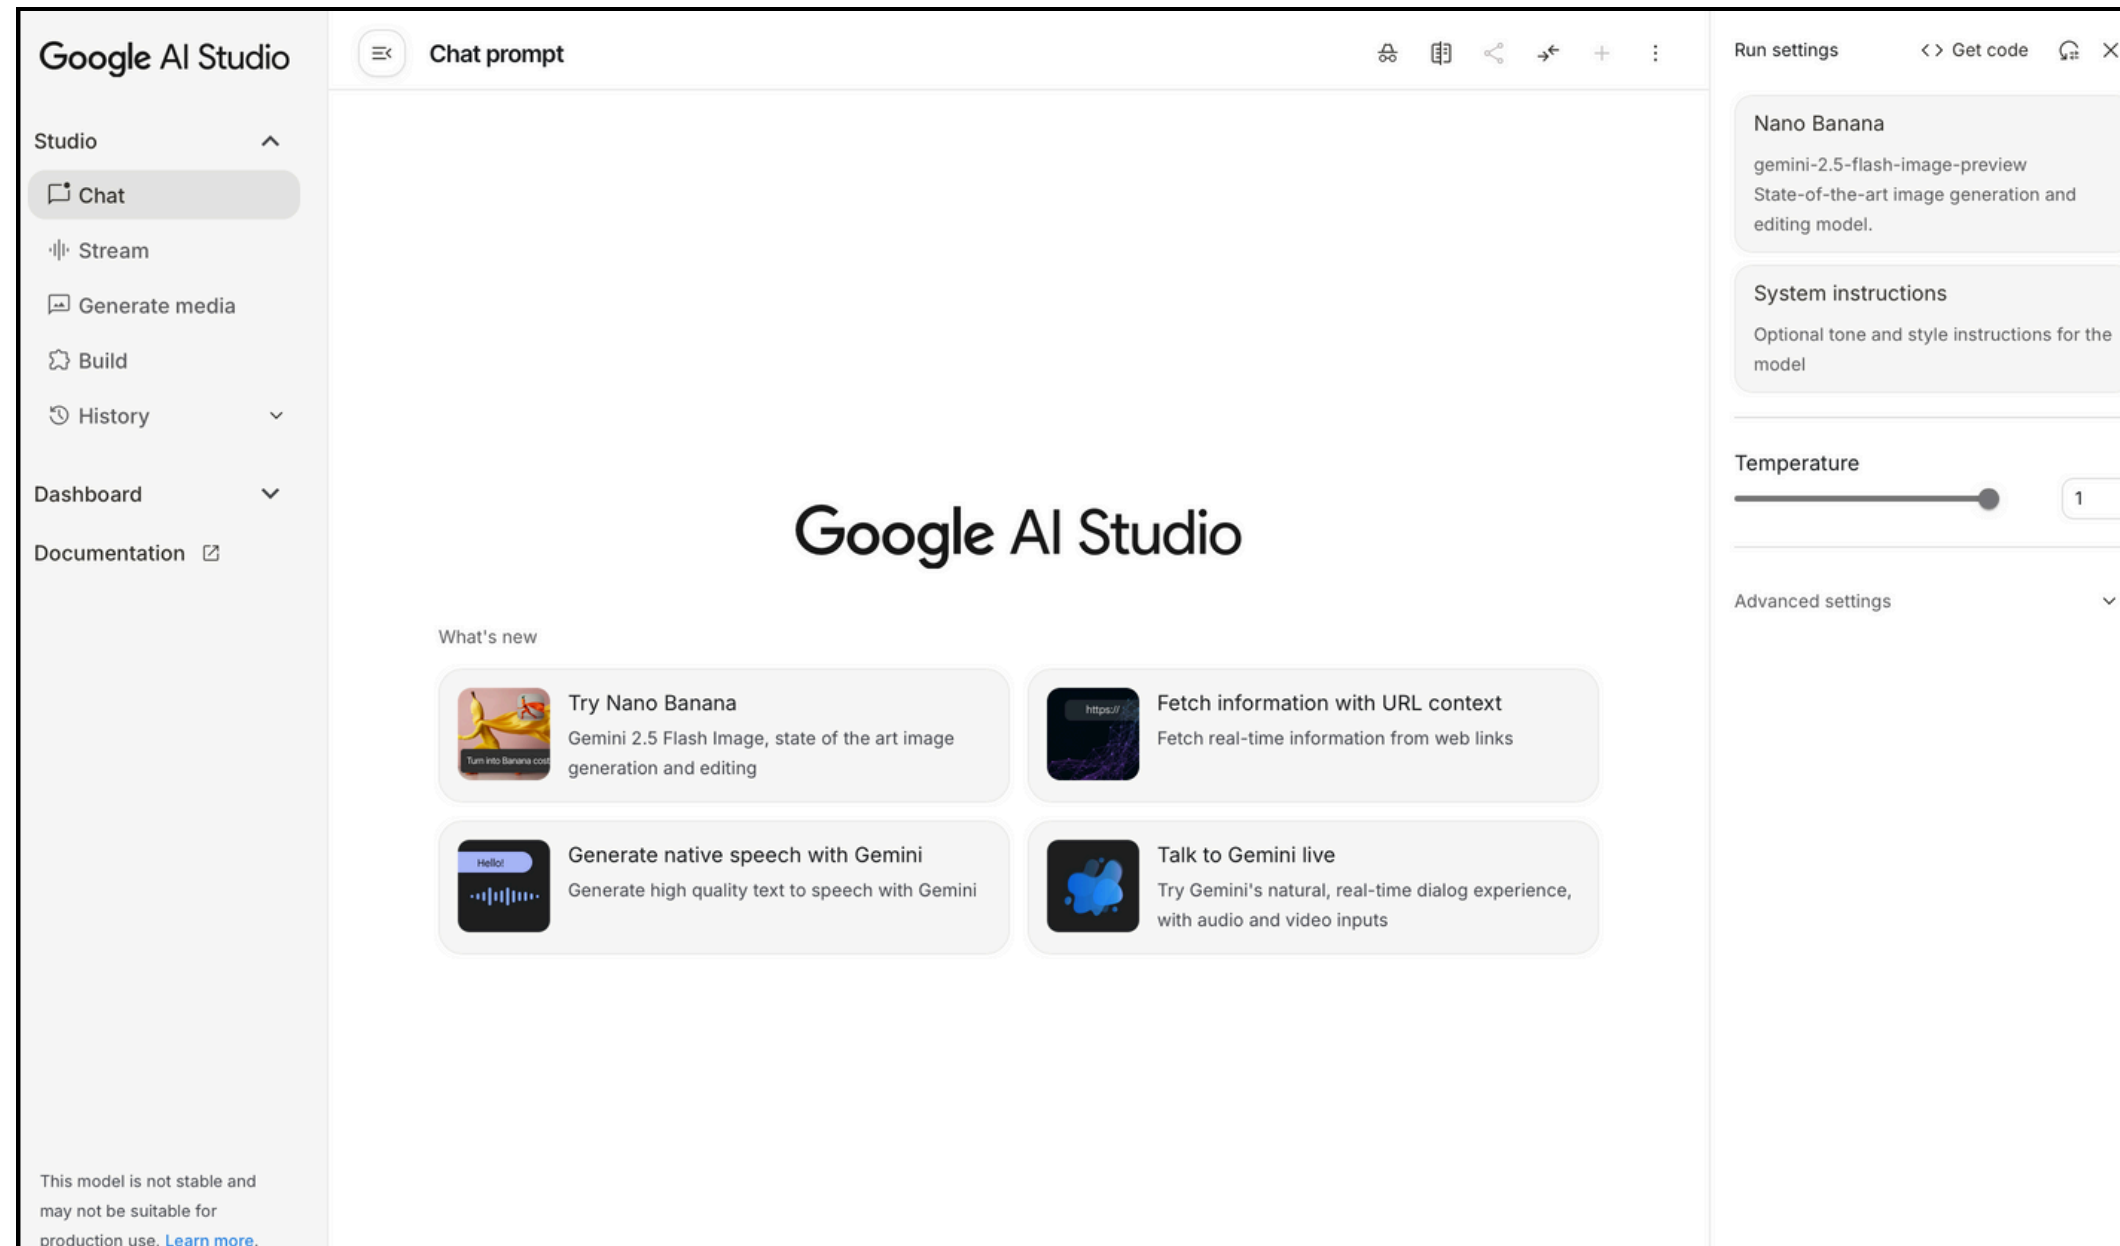 Google AI Studio
Studio
Chat
Stream
Generate media
Build
History
Dashboard
Documentation
This model is not stable and
may not be suitable for
production use. Learn more.
Chat prompt
Google AI Studio
What's new
Turn into Banana cost
Try Nano Banana
Gemini 2.5 Flash Image, state of the art image
generation and editing
https://
Fetch information with URL context
Fetch real-time information from web links
Hello!
Generate native speech with Gemini
Generate high quality text to speech with Gemini
Talk to Gemini live
Try Gemini's natural, real-time dialog experience,
with audio and video inputs
Run settings
<> Get code
Nano Banana
gemini-2.5-flash-image-preview
State-of-the-art image generation and
editing model.
System instructions
Optional tone and style instructions for the
model
Temperature
1
Advanced settings